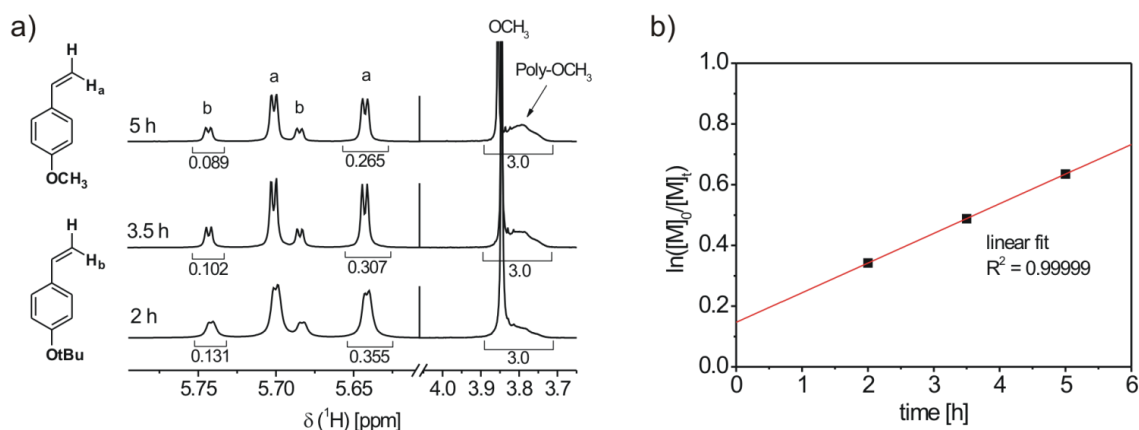 a)
H
Hₐ
OCH₃
H
H_b
OtBu
OCH₃
Poly-OCH₃
b
a
b
a
5 h
0.089
0.265
3.0
3.5 h
0.102
0.307
3.0
2 h
0.131
0.355
3.0
5.75
5.70
5.65
4.0
3.9
3.8
3.7
δ (¹H) [ppm]
b)
ln([M]₀/[M]ₜ)
1.0
0.8
0.6
0.4
0.2
0.0
linear fit
R² = 0.99999
0
1
2
3
4
5
6
time [h]